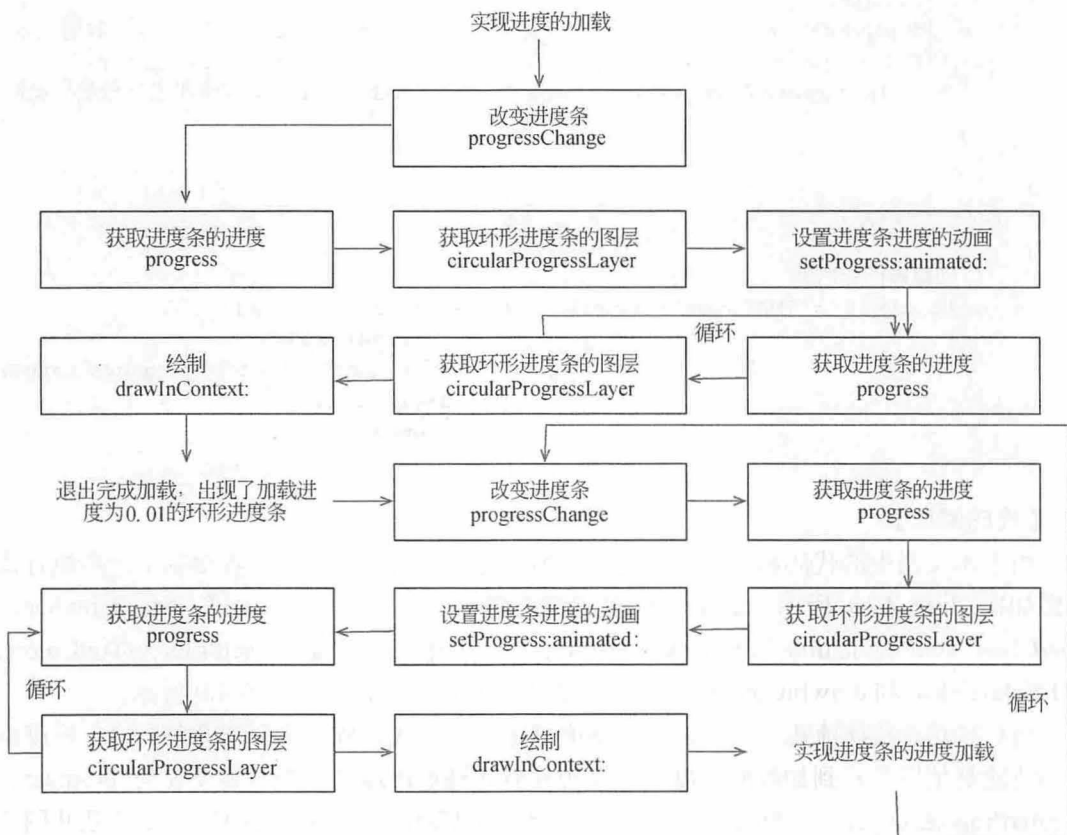 实现进度的加载
改变进度条
progressChange
获取进度条的进度
progress
获取环形进度条的图层
circularProgressLayer
设置进度条进度的动画
setProgress:animated:
循环
绘制
drawInContext:
获取环形进度条的图层
circularProgressLayer
获取进度条的进度
progress
退出完成加载，出现了加载进
度为0.01的环形进度条
改变进度条
progressChange
获取进度条的进度
progress
获取进度条的进度
progress
设置进度条进度的动画
setProgress:animated:
获取环形进度条的图层
circularProgressLayer
循环
循环
获取环形进度条的图层
circularProgressLayer
绘制
drawInContext:
实现进度条的进度加载